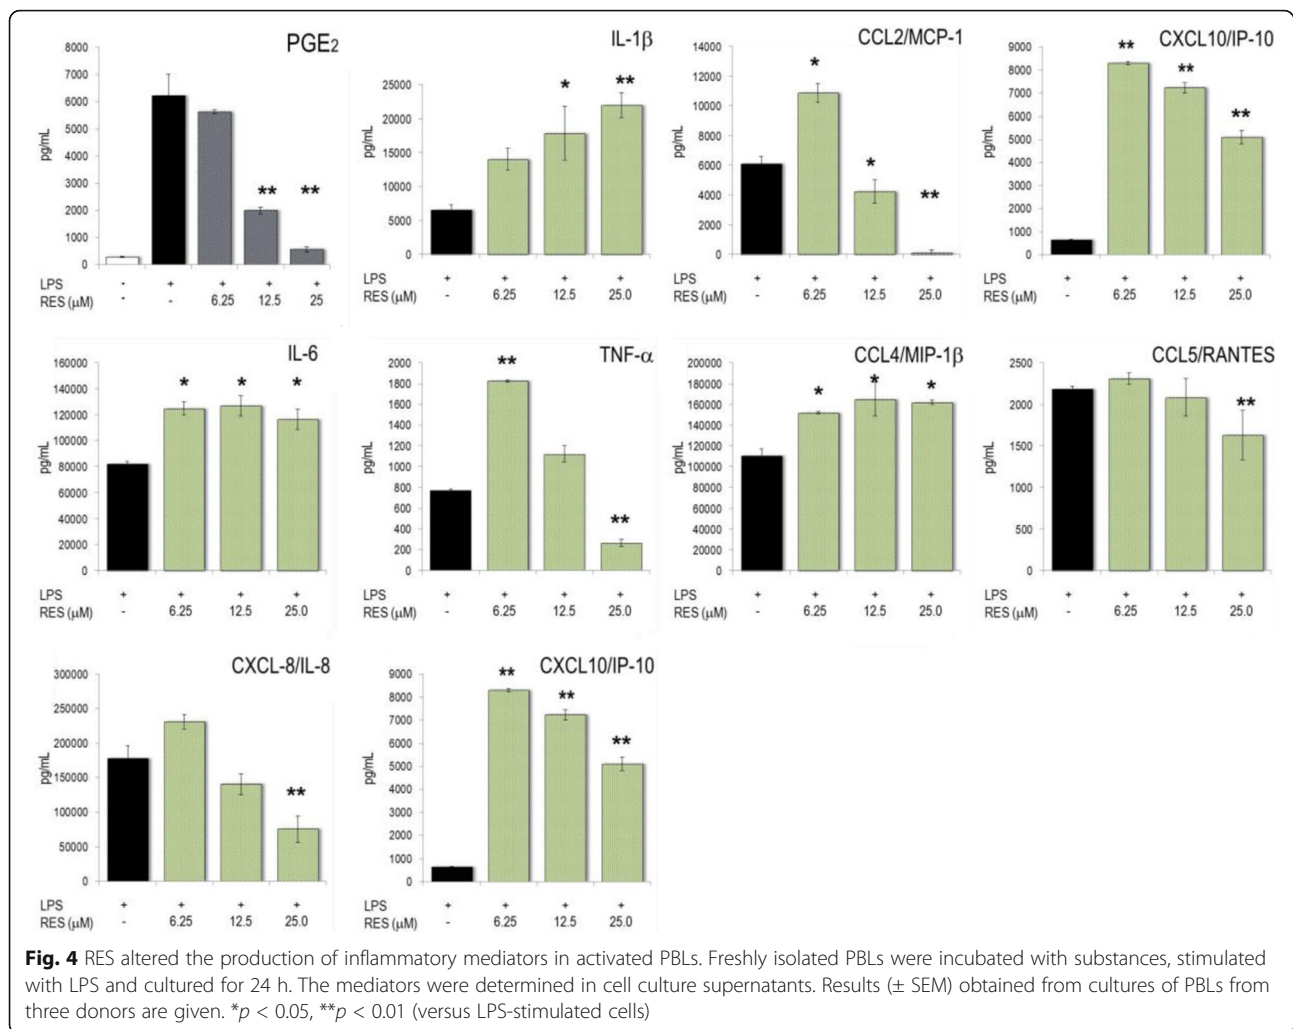 PGE2
pg/mL
8000
7000
6000
5000
4000
3000
2000
1000
0
** **
LPS - + + + +
RES (µM) - - 6.25 12.5 25
IL-1β
pg/mL
25000
20000
15000
10000
5000
0
* **
LPS + + + +
RES (µM) - 6.25 12.5 25.0
CCL2/MCP-1
pg/mL
14000
12000
10000
8000
6000
4000
2000
0
* * **
LPS + + + +
RES (µM) - 6.25 12.5 25.0
CXCL10/IP-10
pg/mL
9000
8000
7000
6000
5000
4000
3000
2000
1000
0
** ** **
LPS + + + +
RES (µM) - 6.25 12.5 25.0
IL-6
pg/mL
160000
140000
120000
100000
80000
60000
40000
20000
0
* * *
LPS + + + +
RES (µM) - 6.25 12.5 25.0
TNF-α
pg/mL
1800
2000
1400
1200
1000
800
600
400
200
0
** **
LPS + + + +
RES (µM) - 6.25 12.5 25.0
CCL4/MIP-1β
pg/mL
200000
180000
160000
140000
120000
100000
80000
60000
40000
20000
0
* * *
LPS + + + +
RES (µM) - 6.25 12.5 25.0
CCL5/RANTES
pg/mL
2500
2000
1500
1000
500
0
**
LPS + + + +
RES (µM) - 6.25 12.5 25.0
CXCL-8/IL-8
pg/mL
300000
250000
200000
150000
100000
50000
0
**
LPS + + + +
RES (µM) - 6.25 12.5 25.0
CXCL10/IP-10
pg/mL
9000
8000
7000
6000
5000
4000
3000
2000
1000
0
** ** **
LPS + + + +
RES (µM) - 6.25 12.5 25.0
Fig. 4 RES altered the production of inflammatory mediators in activated PBLs. Freshly isolated PBLs were incubated with substances, stimulated
with LPS and cultured for 24 h. The mediators were determined in cell culture supernatants. Results (± SEM) obtained from cultures of PBLs from
three donors are given. *p < 0.05, **p < 0.01 (versus LPS-stimulated cells)